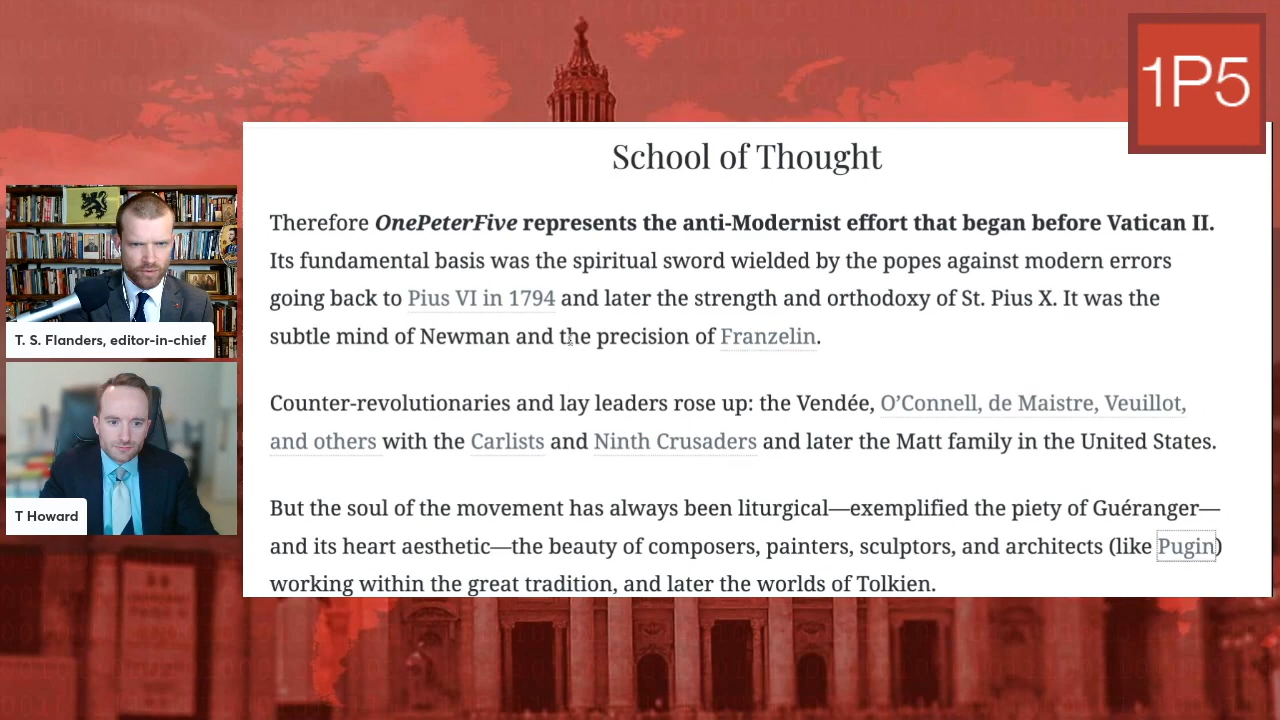 1P5
School of Thought
Therefore OnePeterFive represents the anti-Modernist effort that began before Vatican II.
Its fundamental basis was the spiritual sword wielded by the popes against modern errors
going back to Pius VI in 1794 and later the strength and orthodoxy of St. Pius X. It was the
subtle mind of Newman and the precision of Franzelin.
Counter-revolutionaries and lay leaders rose up: the Vendée, O’Connell, de Maistre, Veuillot,
and others with the Carlists and Ninth Crusaders and later the Matt family in the United States.
But the soul of the movement has always been liturgical—exemplified the piety of Guéranger—
and its heart aesthetic—the beauty of composers, painters, sculptors, and architects (like Pugin)
working within the great tradition, and later the worlds of Tolkien.
T. S. Flanders, editor-in-chief
T Howard